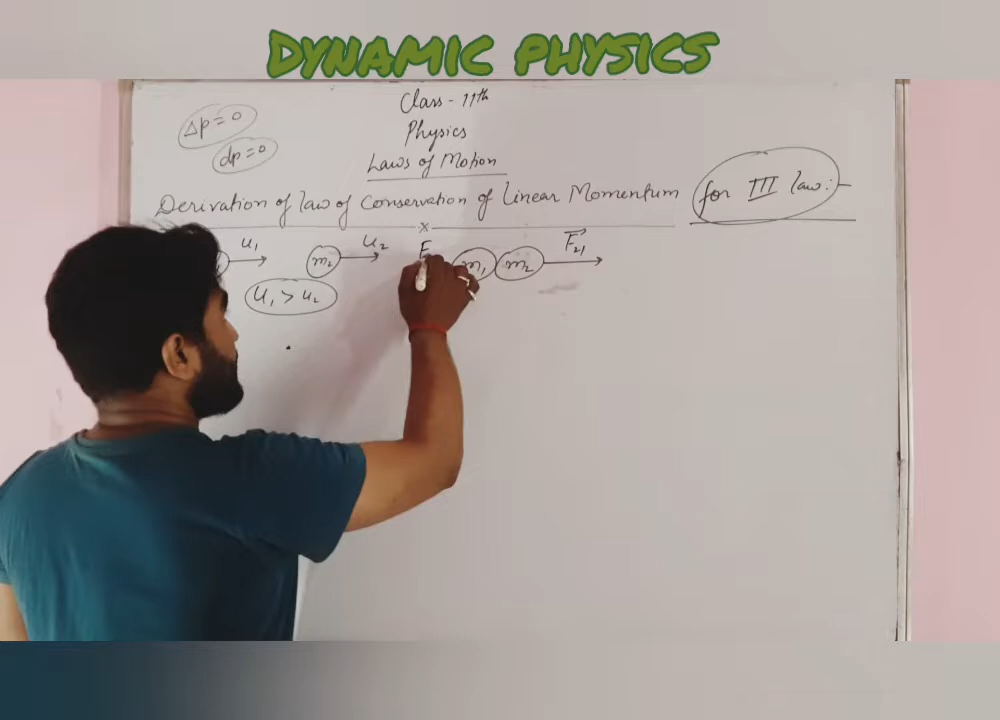 DYNAMIC PHYSICS
Class - 11th
Δp = 0
Physics
dp = 0
Laws of Motion
Derivation of law of Conservation of Linear Momentum for III law:-
x
u₁ m₂ u₂ F m₁ m₂ F⃗₂₁
u₁ > u₂